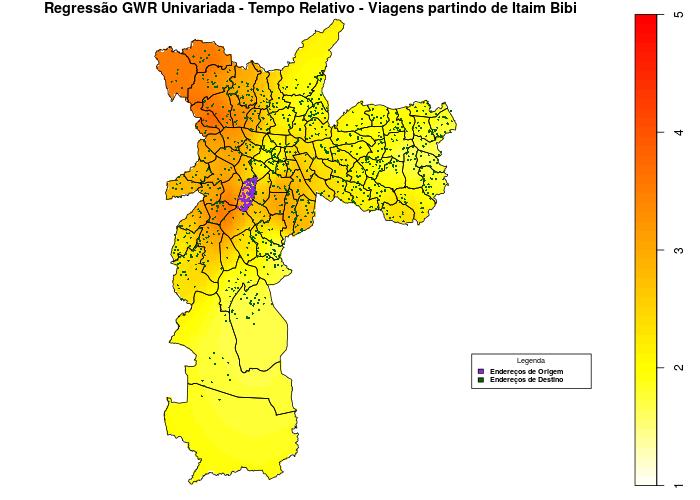 Regressão GWR Univariada - Tempo Relativo - Viagens partindo de Itaim Bibi
5
4
3
2
1
Legenda
Endereços de Origem
Endereços de Destino